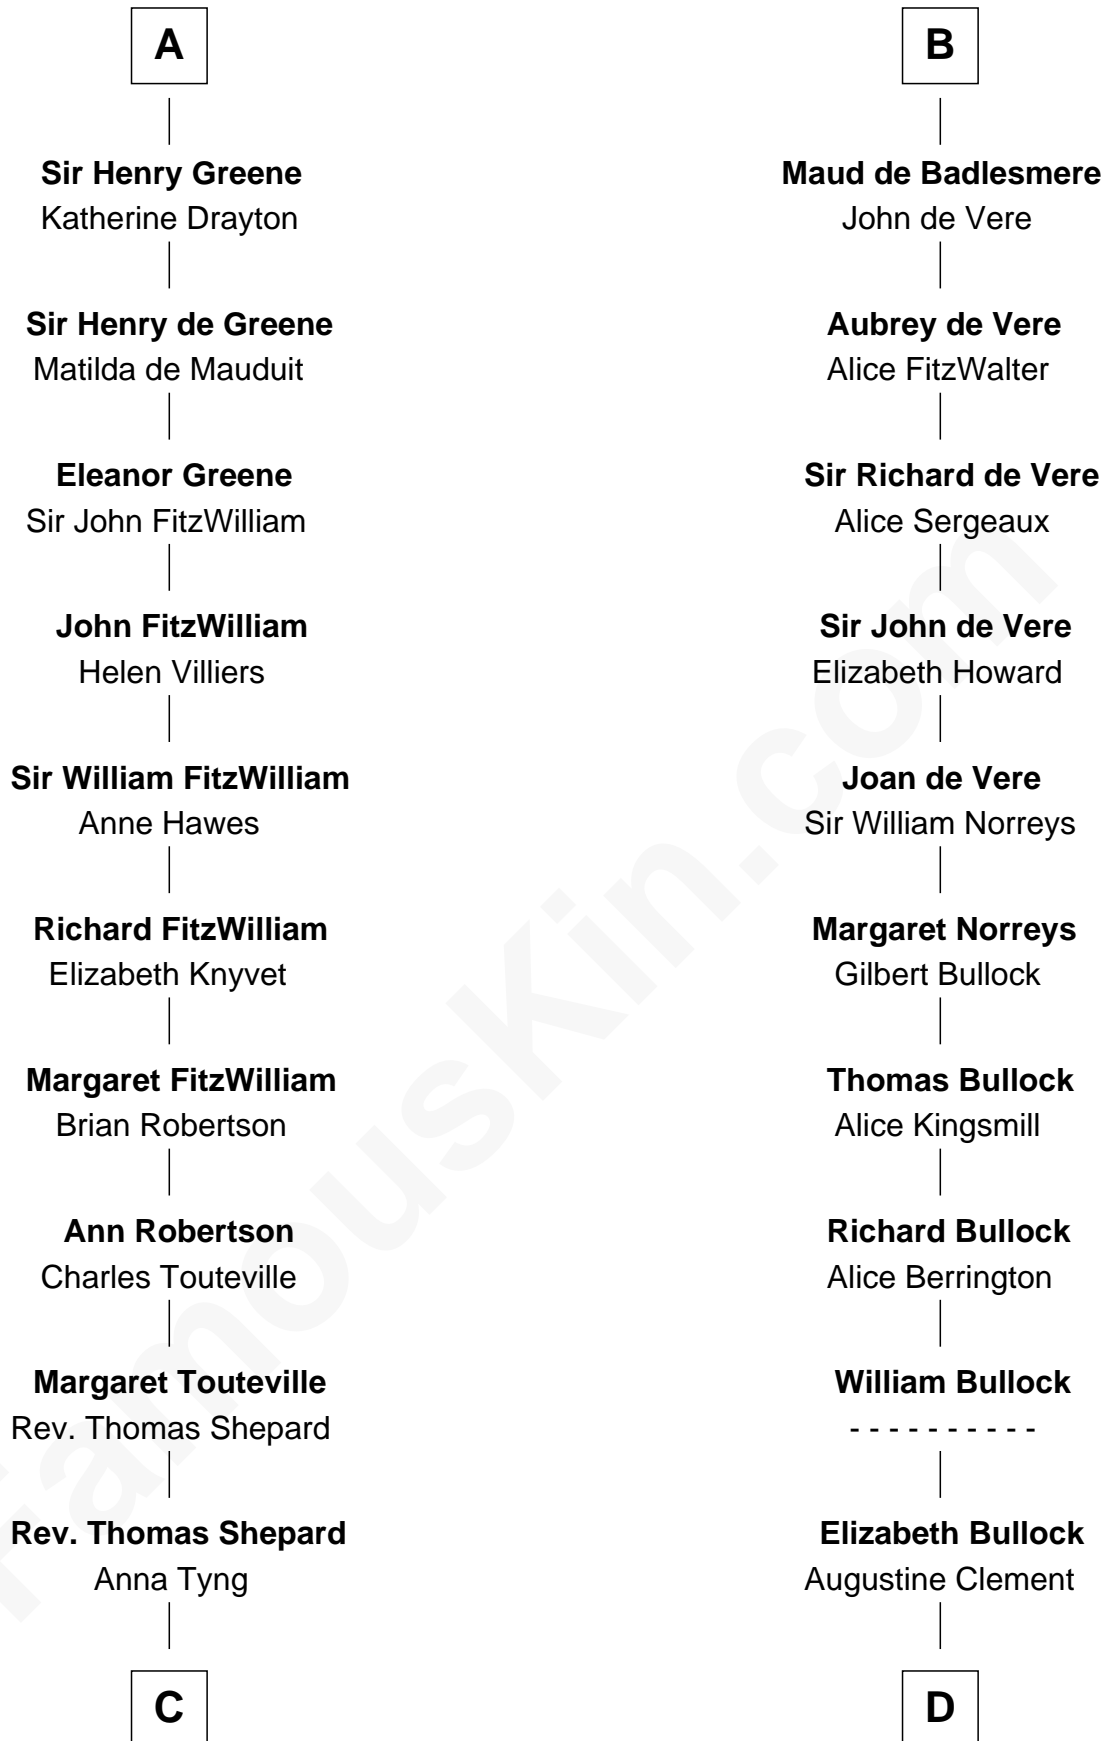 A
Sir Henry Greene
Katherine Drayton
Sir Henry de Greene
Matilda de Mauduit
Eleanor Greene
Sir John FitzWilliam
John FitzWilliam
Helen Villiers
Sir William FitzWilliam
Anne Hawes
Richard FitzWilliam
Elizabeth Knyvet
Margaret FitzWilliam
Brian Robertson
Ann Robertson
Charles Touteville
Margaret Touteville
Rev. Thomas Shepard
Rev. Thomas Shepard
Anna Tyng
C
B
Maud de Badlesmere
John de Vere
Aubrey de Vere
Alice FitzWalter
Sir Richard de Vere
Alice Sergeaux
Sir John de Vere
Elizabeth Howard
Joan de Vere
Sir William Norreys
Margaret Norreys
Gilbert Bullock
Thomas Bullock
Alice Kingsmill
Richard Bullock
Alice Berrington
William Bullock
- - - - - - - - - -
Elizabeth Bullock
Augustine Clement
D
FamousKin.com